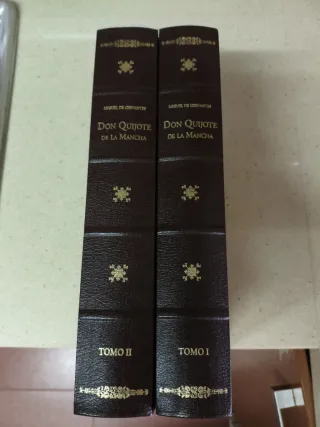 MIGUEL DE CERVANTES
DON QUIJOTE
DE LA MANCHA
TOMO II
MIGUEL DE CERVANTES
DON QUIJOTE
DE LA MANCHA
TOMO I